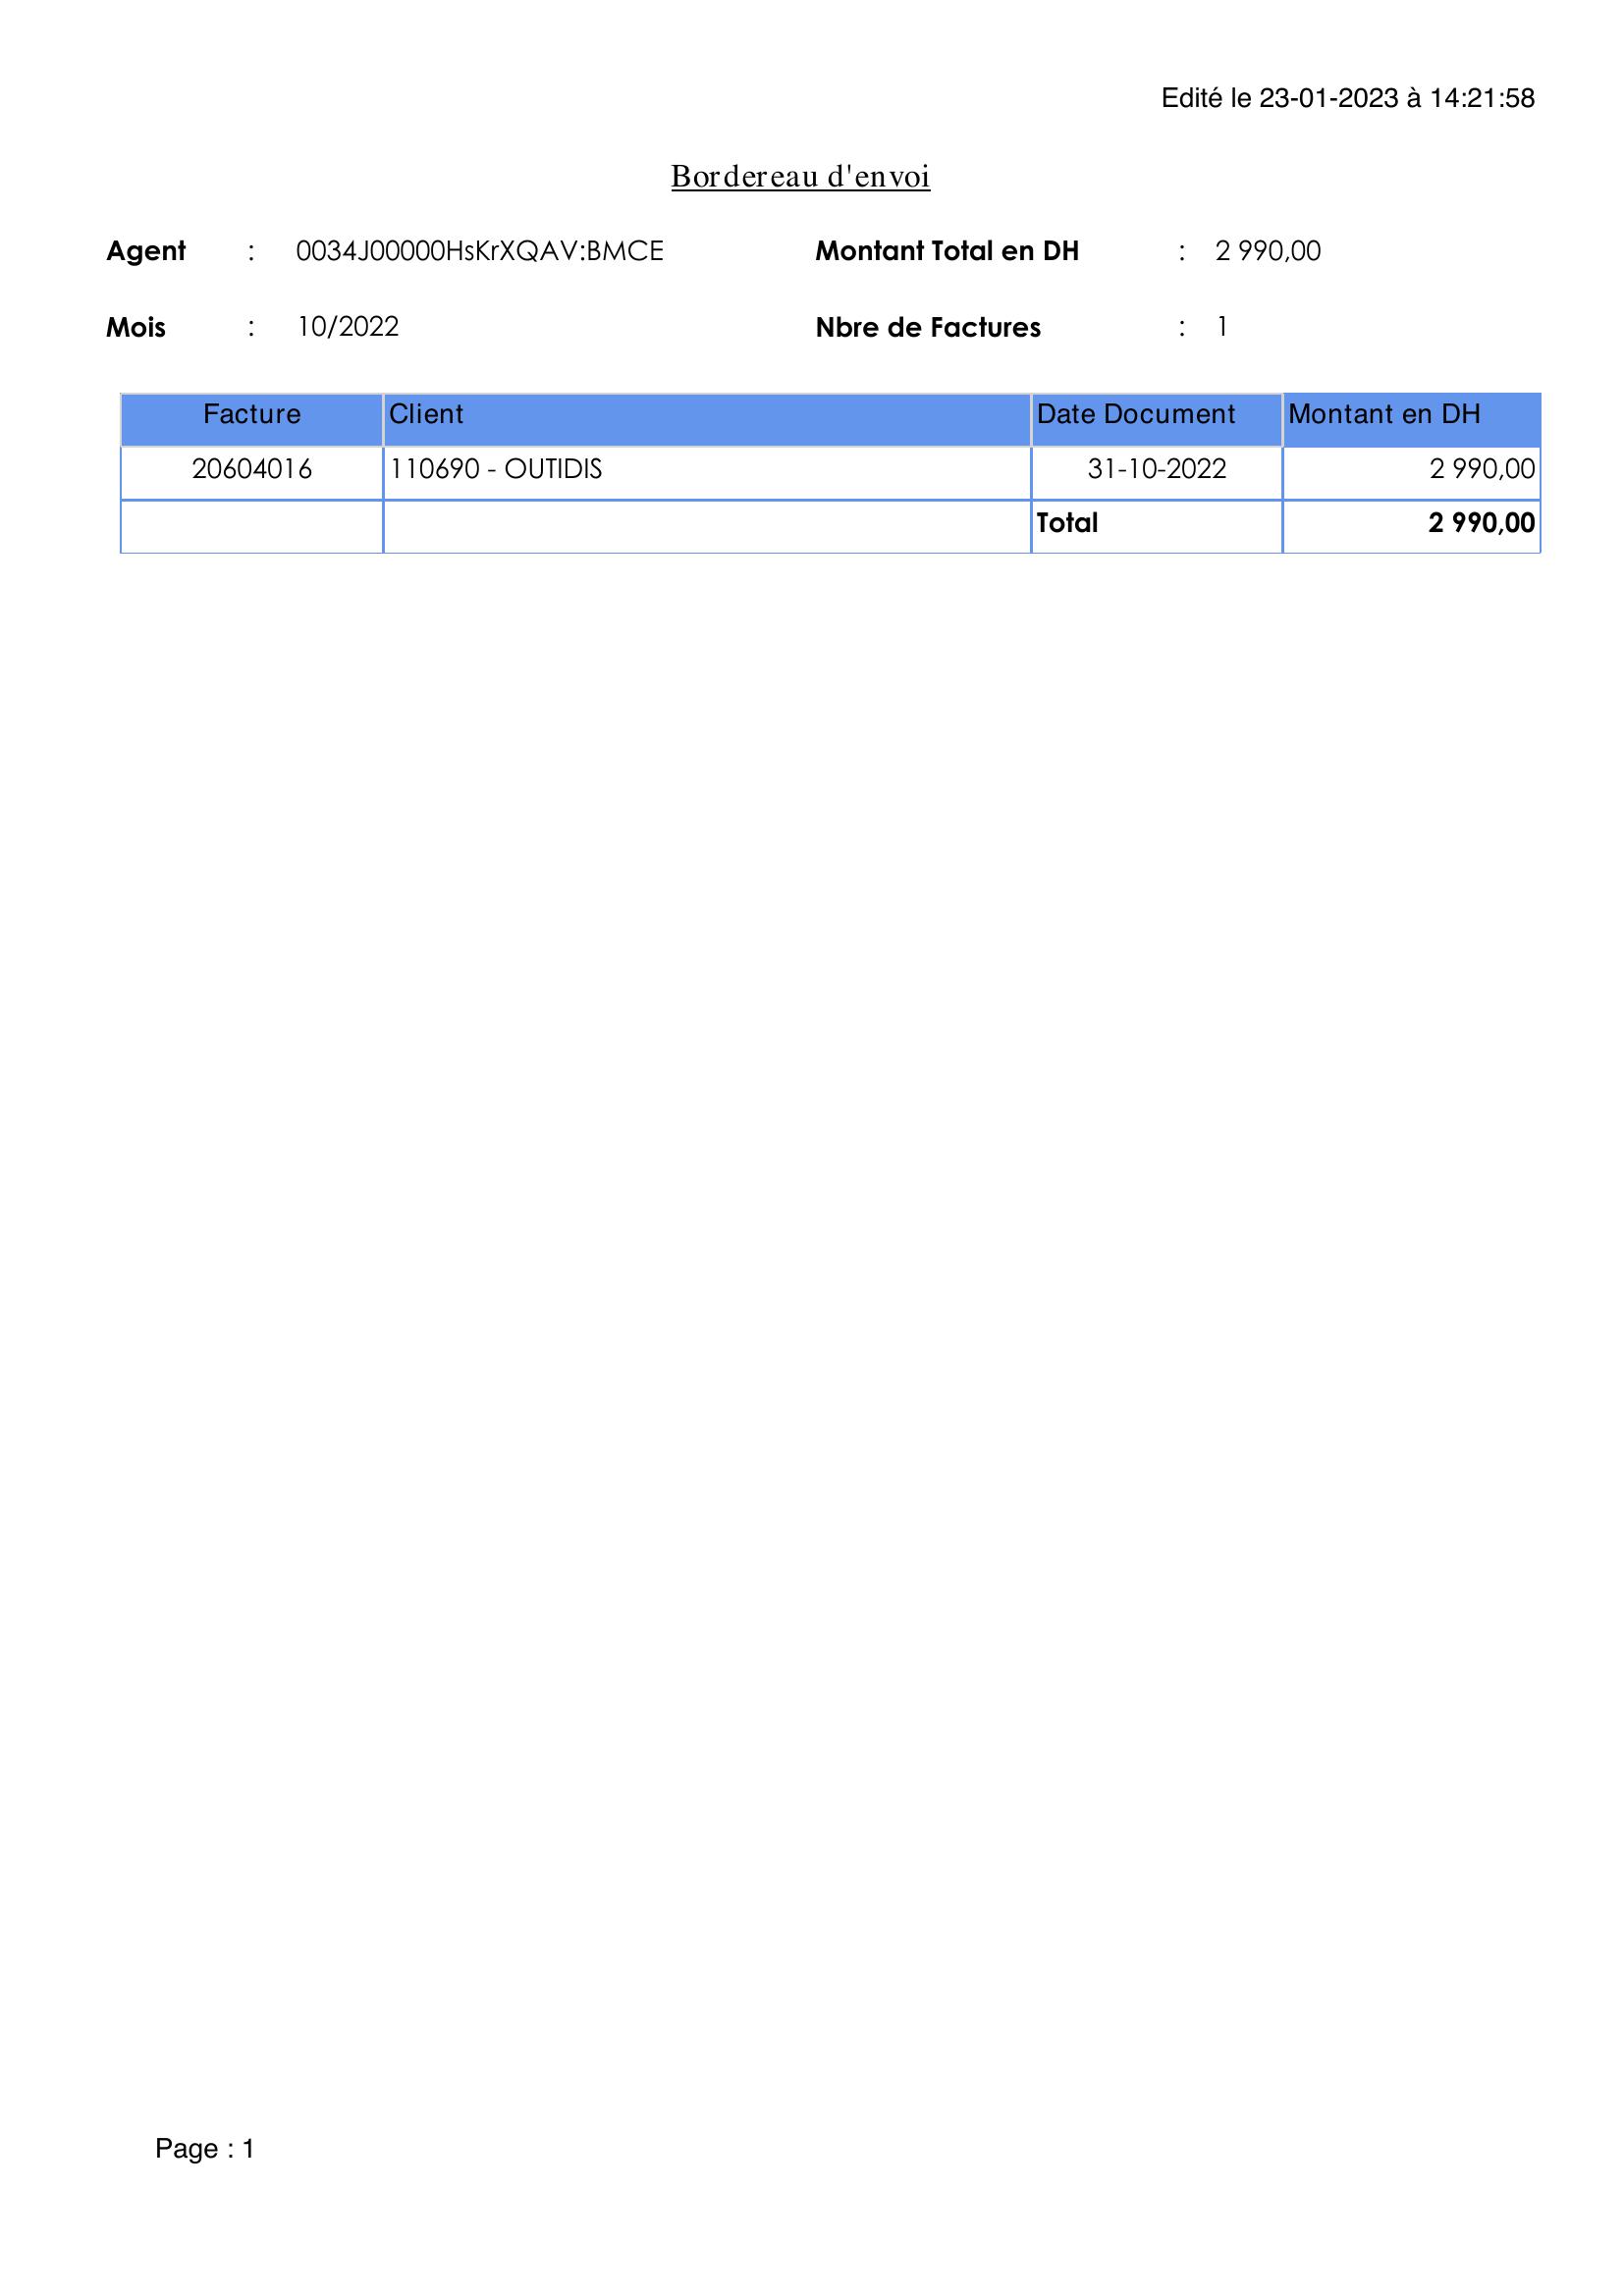 Edité le 23-01-2023 à 14:21:58
Bordereau d'envoi
Agent : 0034J00000HsKrXQAV:BMCE Montant Total en DH : 2 990,00
Mois : 10/2022 Nbre de Factures : 1
Facture Client Date Document Montant en DH
20604016 110690 - OUTIDIS 31-10-2022 2 990,00
Total 2 990,00
Page : 1